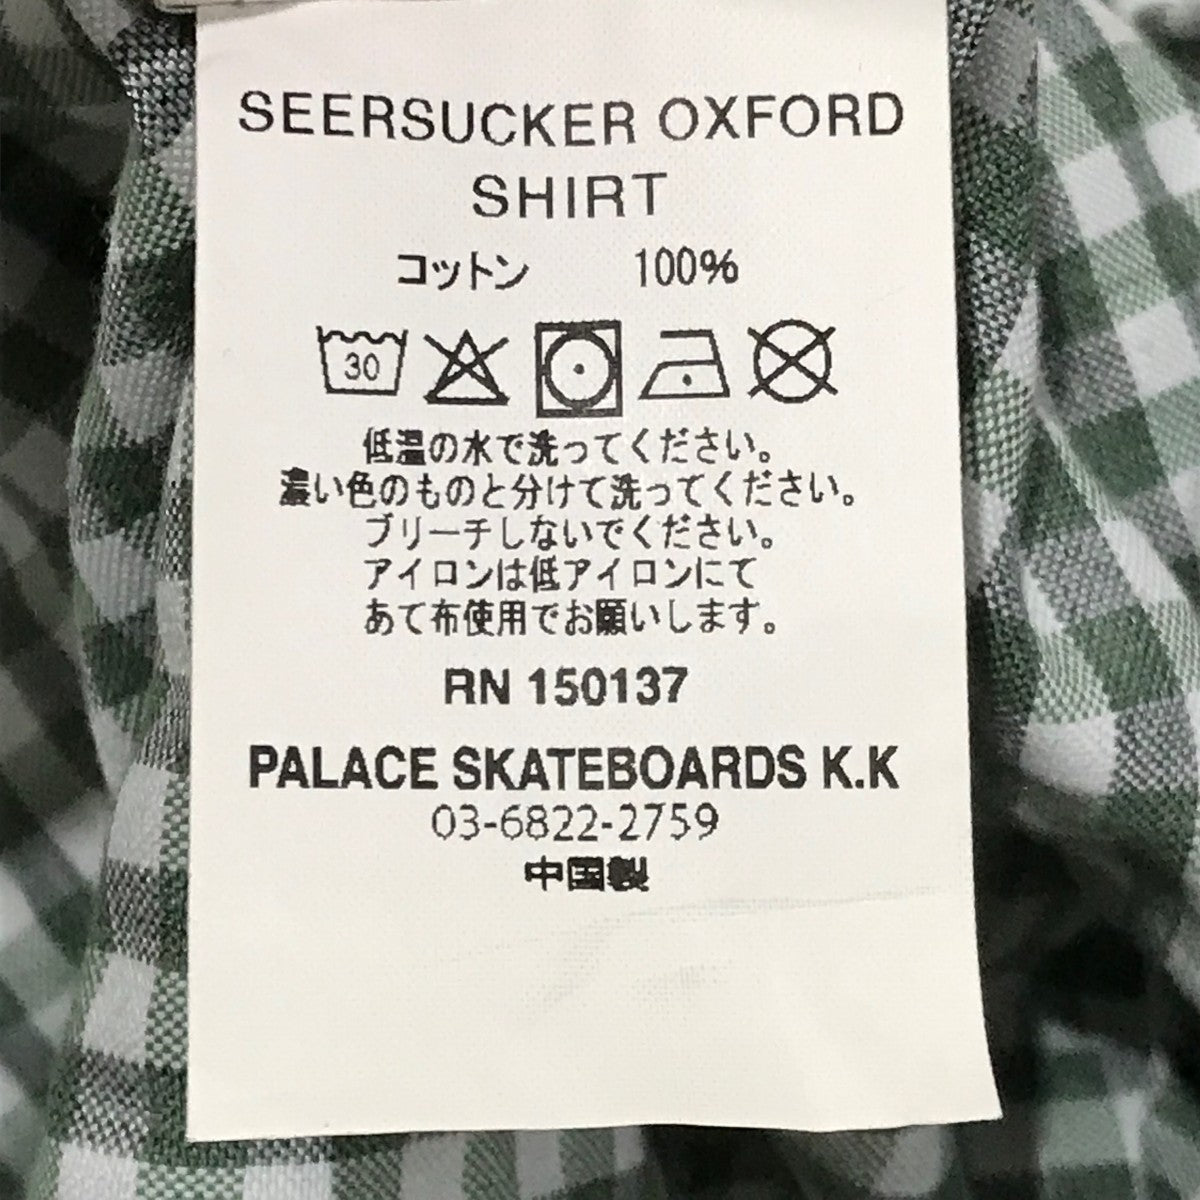 SEERSUCKER OXFORD
SHIRT
コットン 100%
30
低温の水で洗ってください。
濃い色のものと分けて洗ってください。
ブリーチしないでください。
アイロンは低アイロンにて
あて布使用でお願いします。
RN 150137
PALACE SKATEBOARDS K.K
03-6822-2759
中国製